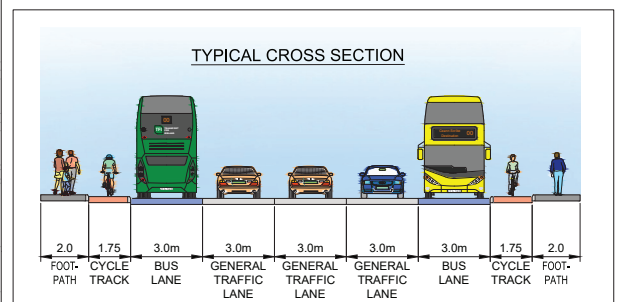 TYPICAL CROSS SECTION
2.0 1.75 3.0m 3.0m 3.0m 3.0m 3.0m 1.75 2.0
FOOT- CYCLE BUS GENERAL GENERAL GENERAL BUS CYCLE FOOT-
PATH TRACK LANE TRAFFIC TRAFFIC TRAFFIC LANE TRACK PATH
LANE LANE LANE